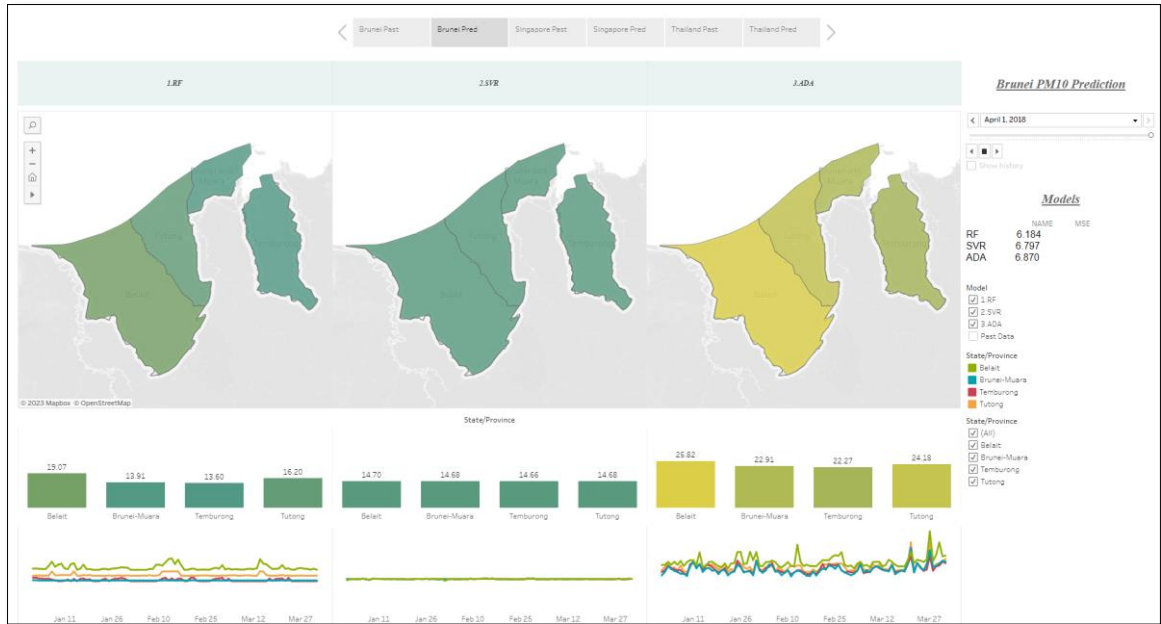 Brunei Past Brunei Pred Singapore Past Singapore Pred Thailand Past Thailand Pred
1.RF 2.SVR 3.ADA
Brunei PM10 Prediction
April 1, 2018
Show history
Models
NAME MSE
RF 6.184
SVR 6.797
ADA 6.870
Model
1.RF
2.SVR
3.ADA
Past Data
State/Province
Belait
Brunei-Muara
Temburong
Tutong
State/Province
(All)
Belait
Brunei-Muara
Temburong
Tutong
© 2023 Mapbox © OpenStreetMap
State/Province
19.07 13.91 13.60 16.20 14.70 14.68 14.66 14.68 26.82 22.91 22.27 24.18
Belait Brunei-Muara Temburong Tutong Belait Brunei-Muara Temburong Tutong Belait Brunei-Muara Temburong Tutong
Jan 11 Jan 26 Feb 10 Feb 25 Mar 12 Mar 27 Jan 11 Jan 26 Feb 10 Feb 25 Mar 12 Mar 27 Jan 11 Jan 26 Feb 10 Feb 25 Mar 12 Mar 27